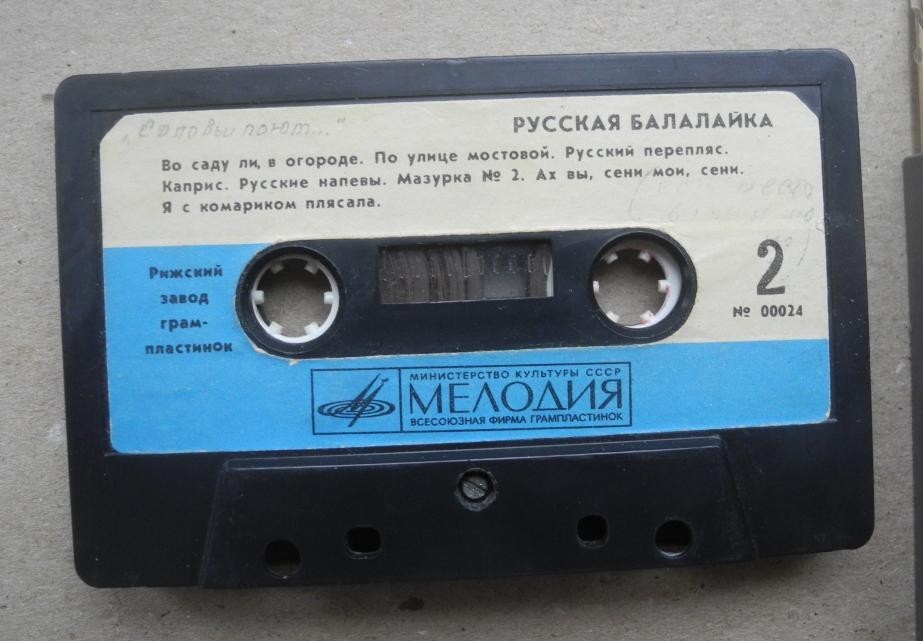 „Соловьи поют..."
РУССКАЯ БАЛАЛАЙКА
Во саду ли, в огороде. По улице мостовой. Русский перепляс.
Каприс. Русские напевы. Мазурка № 2. Ах вы, сени мои, сени.
Я с комариком плясала.
Рижский
завод
грам-
пластинок
2
№ 00024
МИНИСТЕРСТВО КУЛЬТУРЫ СССР
МЕЛОДИЯ
ВСЕСОЮЗНАЯ ФИРМА ГРАМПЛАСТИНОК